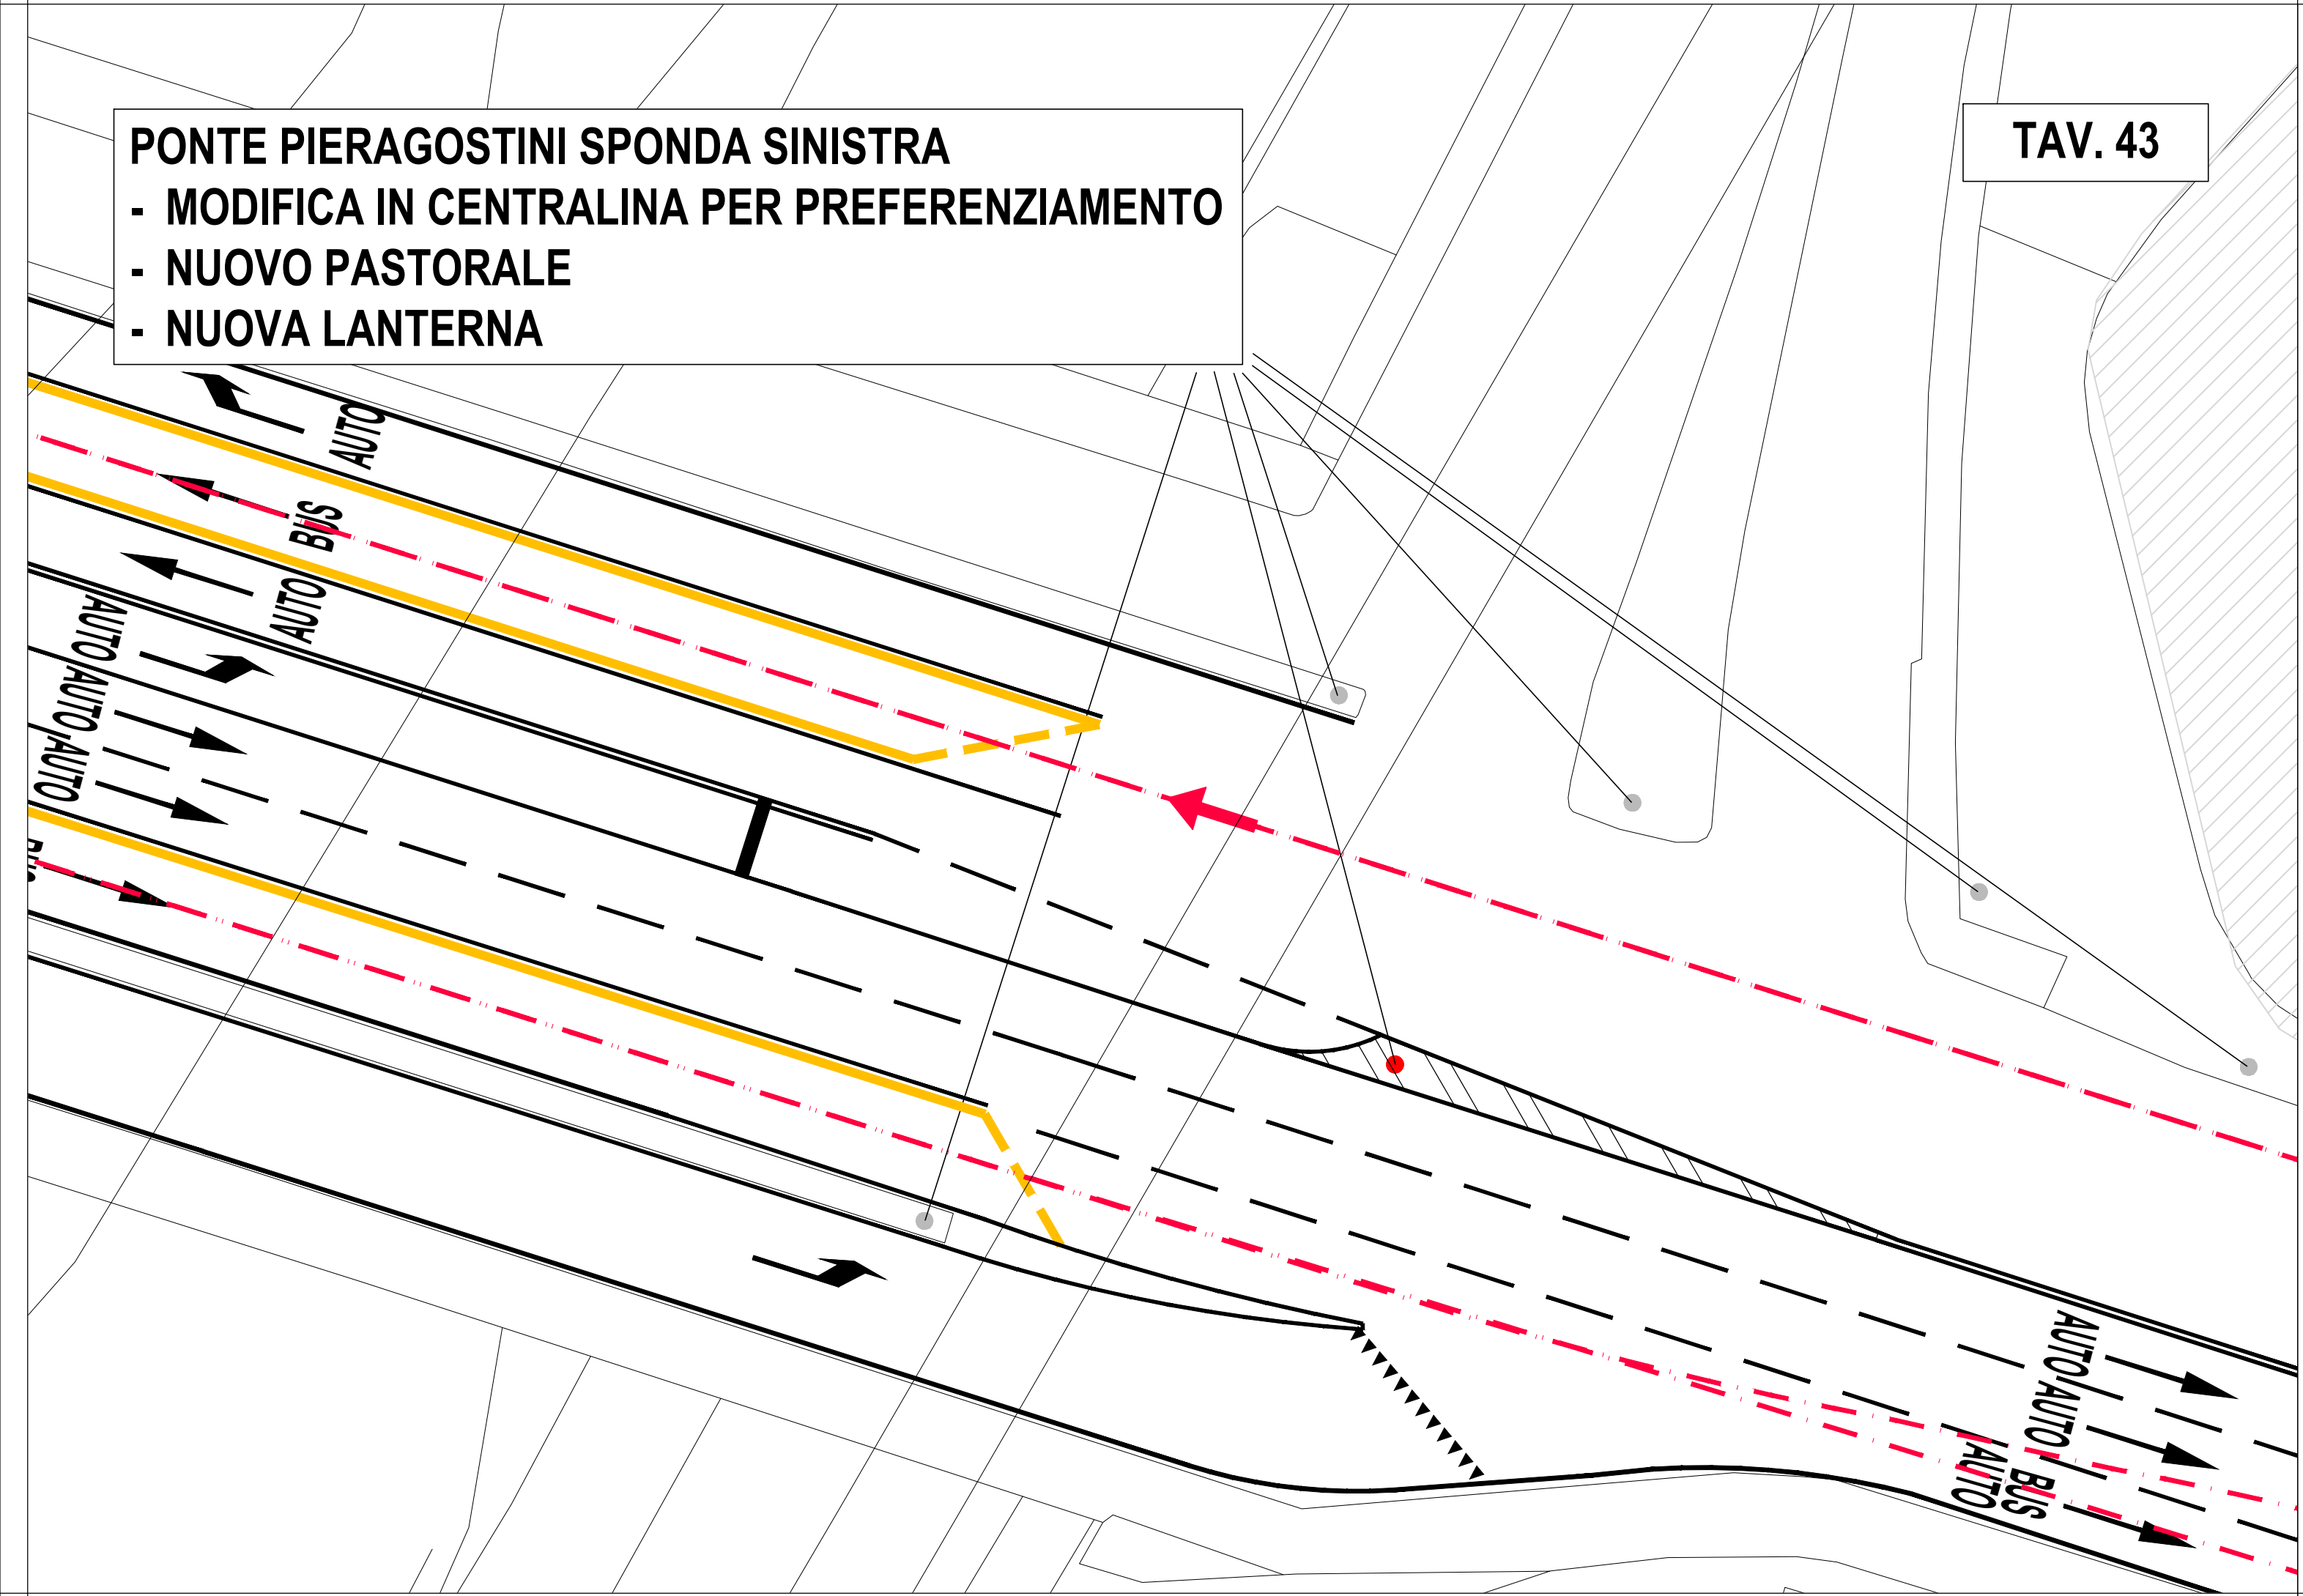 PONTE PIERAGOSTINI SPONDA SINISTRA
- MODIFICA IN CENTRALINA PER PREFERENZIAMENTO
- NUOVO PASTORALE
- NUOVA LANTERNA
TAV. 43
AUTO
BUS
AUTO
AUTO
AUTO
AUTO
BUS
AUTO
AUTO
BUS
AUTO